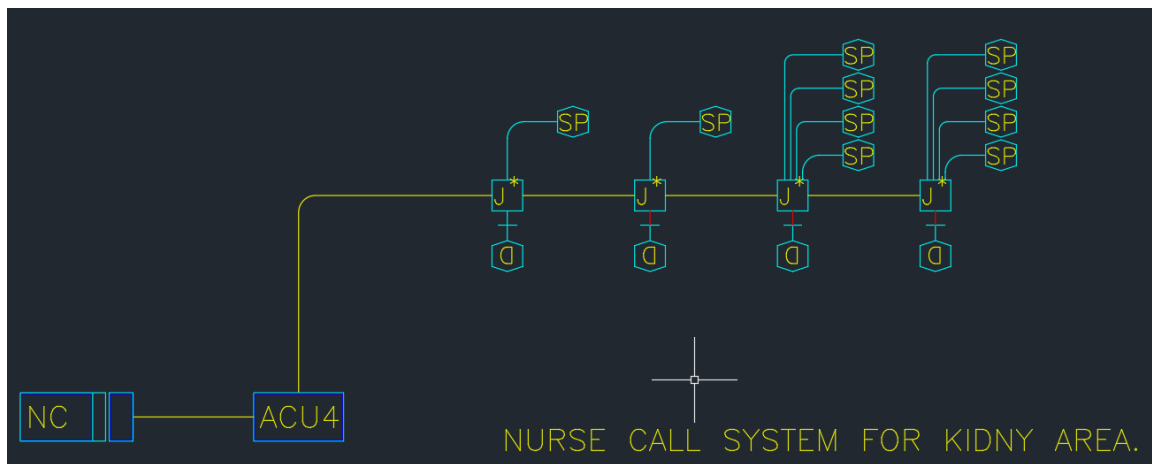 SP SP
SP SP
SP SP SP SP
SP SP
J* J* J* J*
D D D D
NC ACU4
NURSE CALL SYSTEM FOR KIDNY AREA.